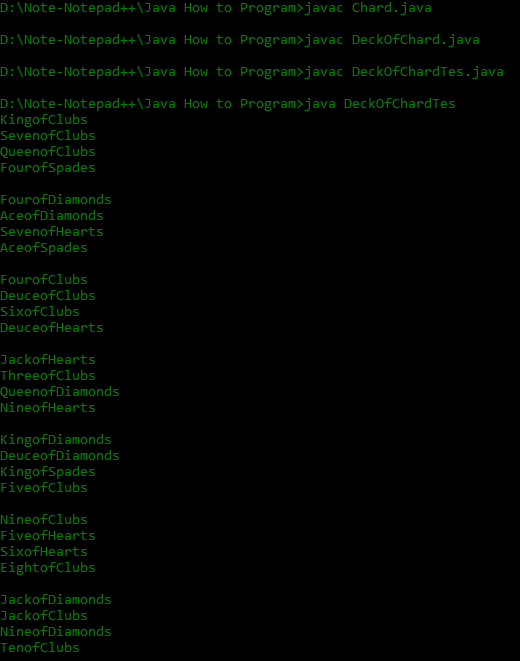 D:\Note-Notepad++\Java How to Program>javac Chard.java
D:\Note-Notepad++\Java How to Program>javac DeckOfChard.java
D:\Note-Notepad++\Java How to Program>javac DeckOfChardTes.java
D:\Note-Notepad++\Java How to Program>java DeckOfChardTes
KingofClubs
SevenofClubs
QueenofClubs
FourofSpades
FourofDiamonds
AceofDiamonds
SevenofHearts
AceofSpades
FourofClubs
DeuceofClubs
SixofClubs
DeuceofHearts
JackofHearts
ThreeofClubs
QueenofDiamonds
NineofHearts
KingofDiamonds
DeuceofDiamonds
KingofSpades
FiveofClubs
NineofClubs
FiveofHearts
SixofHearts
EightofClubs
JackofDiamonds
JackofClubs
NineofDiamonds
TenofClubs